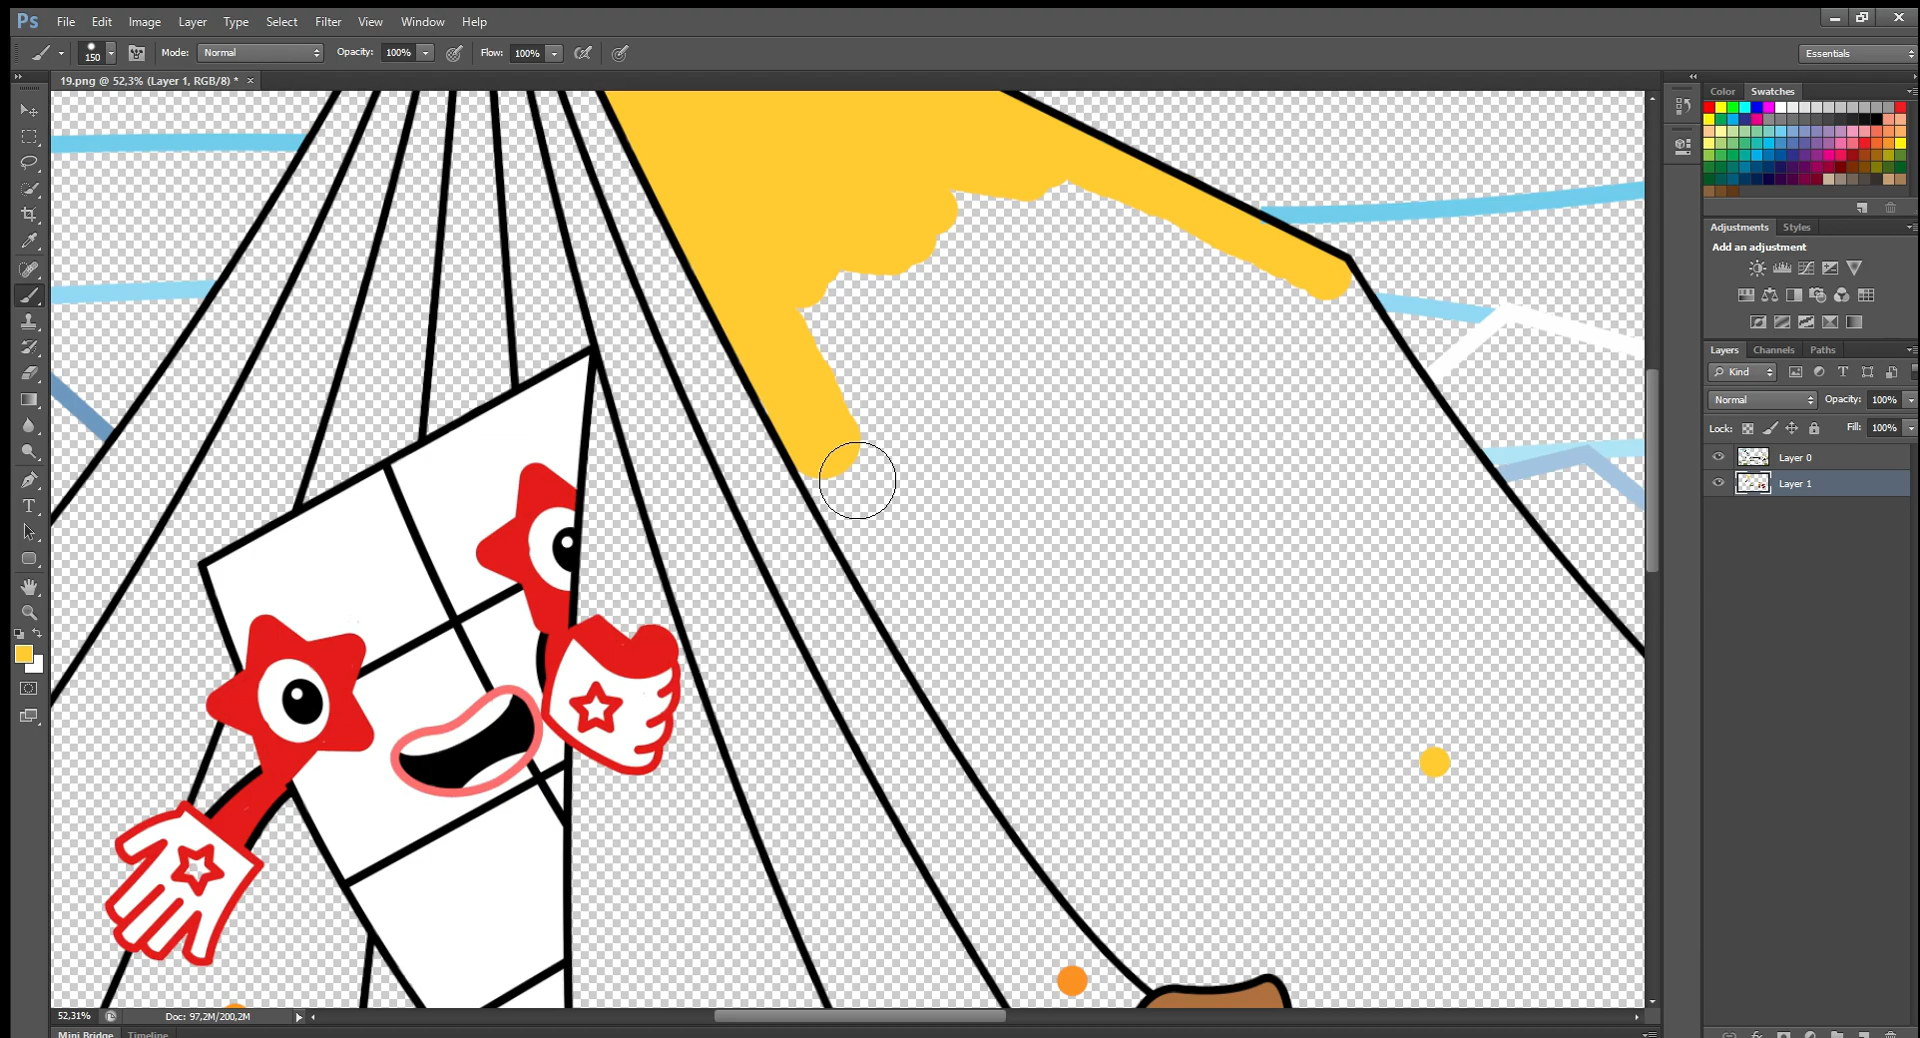 Ps File Edit Image Layer Type Select Filter View Window Help
150 Mode: Normal Opacity: 100% Flow: 100% Essentials
19.png @ 52,3% (Layer 1, RGB/8) * ×
Color Swatches
Adjustments Styles
Add an adjustment
Layers Channels Paths
Kind
Normal Opacity: 100%
Lock: Fill: 100%
Layer 0
Layer 1
52,31% Doc: 97,2M/200,2M
Mini Bridge Timeline